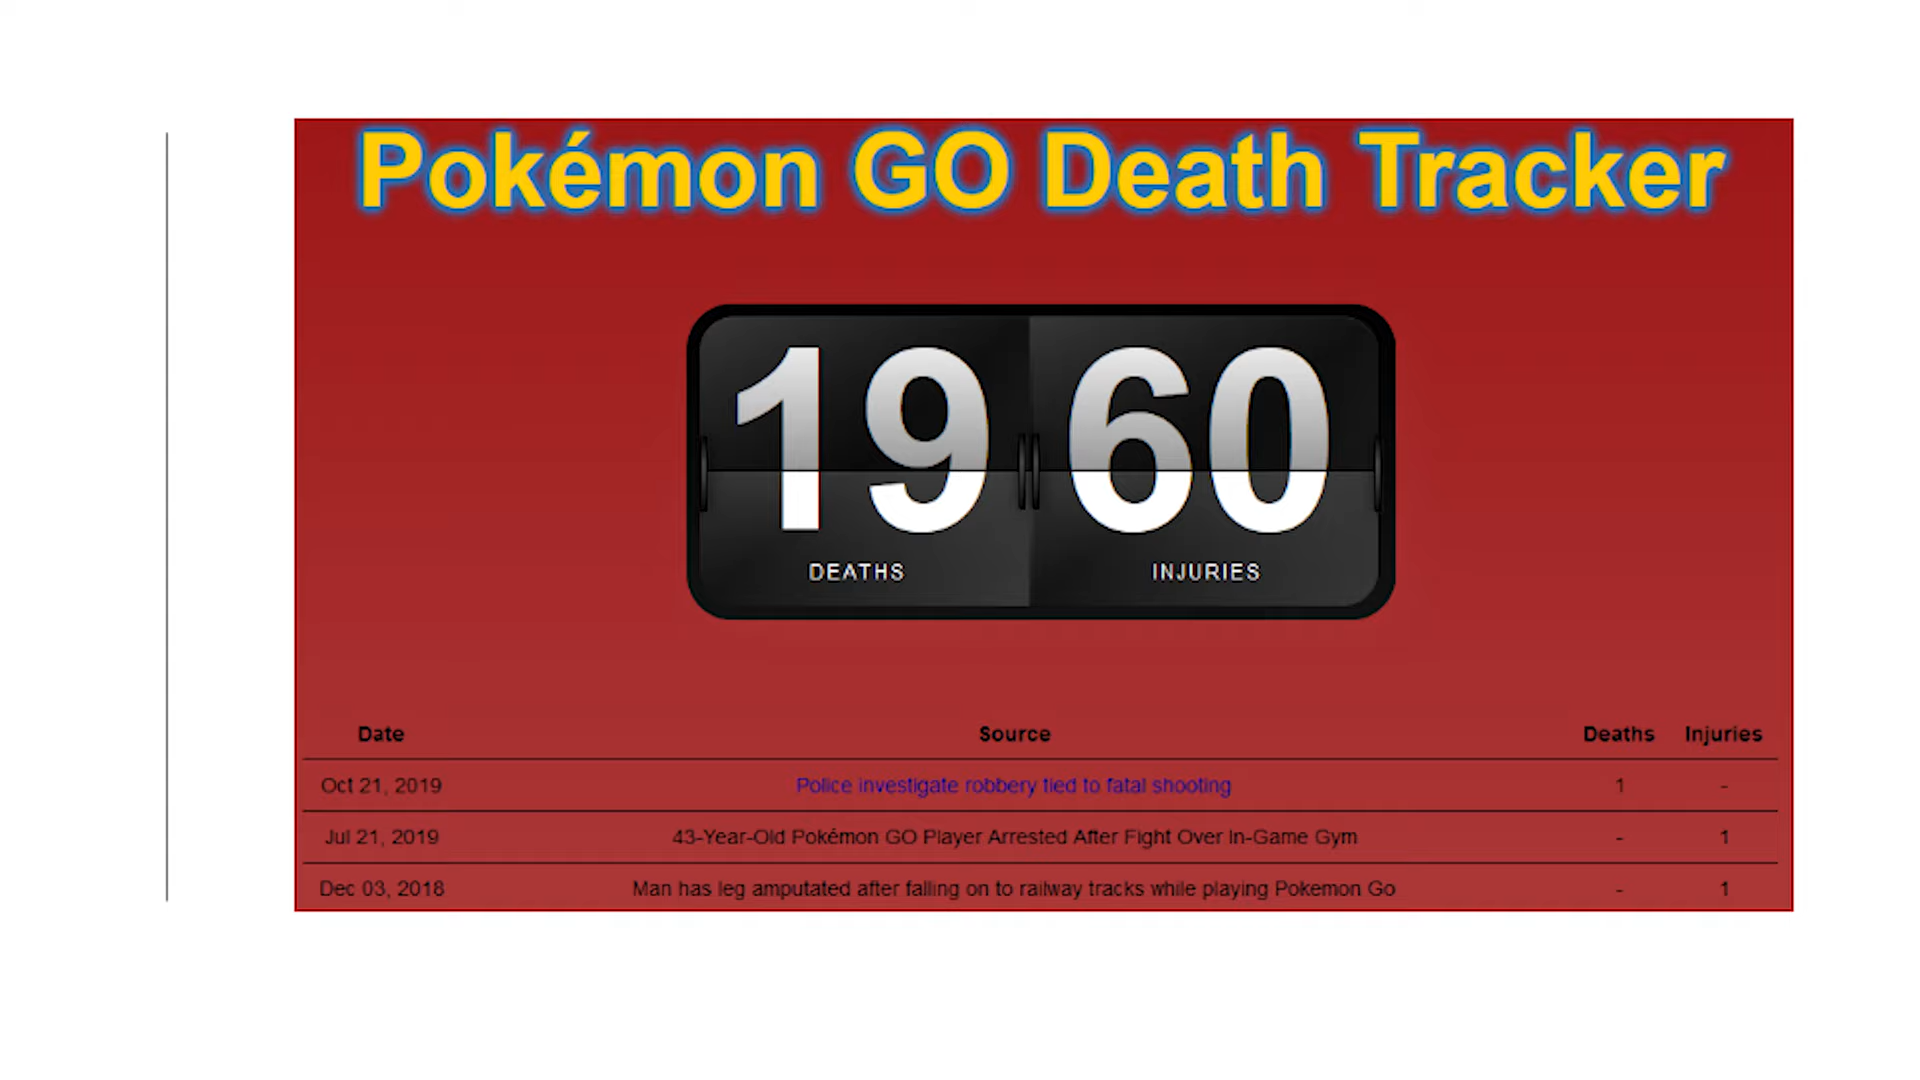 Pokémon GO Death Tracker
19 60
DEATHS INJURIES
Date Source Deaths Injuries
Oct 21, 2019 Police investigate robbery tied to fatal shooting 1 -
Jul 21, 2019 43-Year-Old Pokémon GO Player Arrested After Fight Over In-Game Gym - 1
Dec 03, 2018 Man has leg amputated after falling on to railway tracks while playing Pokemon Go - 1